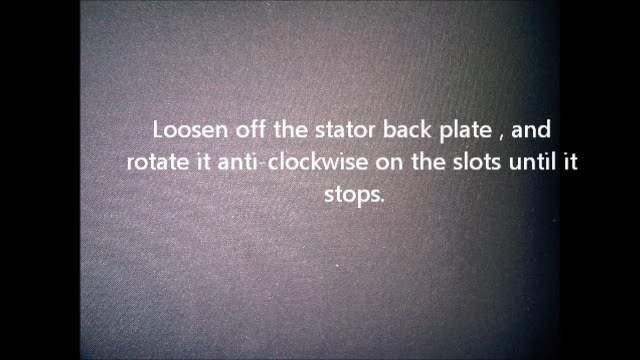 Loosen off the stator back plate , and
rotate it anti-clockwise on the slots until it
stops.